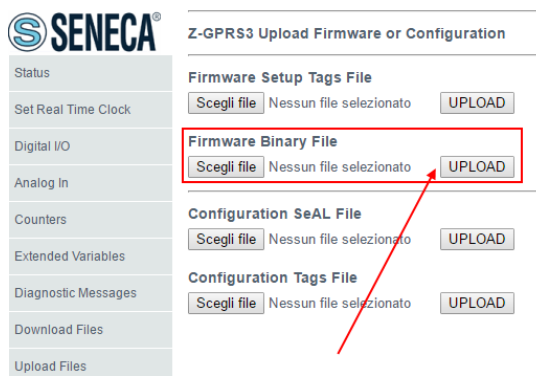 SENECA®
Status
Set Real Time Clock
Digital I/O
Analog In
Counters
Extended Variables
Diagnostic Messages
Download Files
Upload Files
Z-GPRS3 Upload Firmware or Configuration
Firmware Setup Tags File
Scegli file Nessun file selezionato UPLOAD
Firmware Binary File
Scegli file Nessun file selezionato UPLOAD
Configuration SeAL File
Scegli file Nessun file selezionato UPLOAD
Configuration Tags File
Scegli file Nessun file selezionato UPLOAD